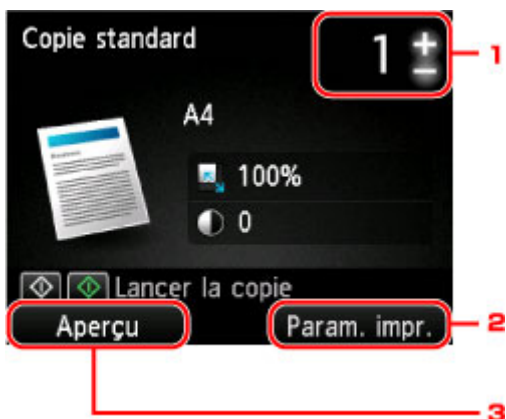 Copie standard
1 + −
1
A4
100%
0
Lancer la copie
Aperçu
Param. impr.
2
3